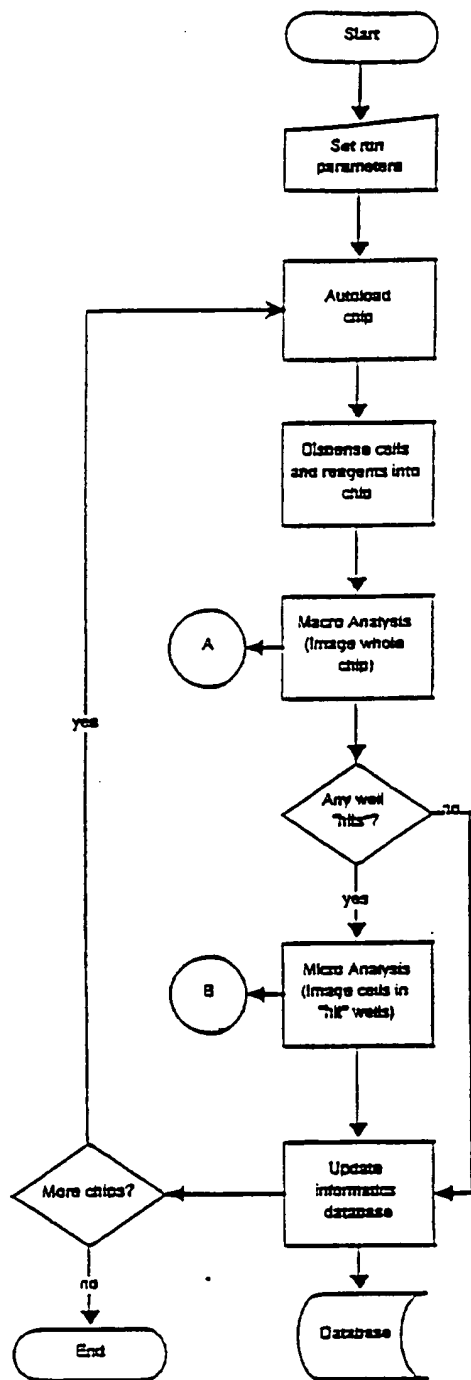 Start
Set run
parameters
Autoload
chip
Dispense cells
and reagents into
chip
Macro Analysis
(Image whole
chip)
A
Any well
"hits"?
no
yes
yes
Micro Analysis
(Image cells in
"hit" wells)
B
Update
informatics
database
More chips?
no
End
Database